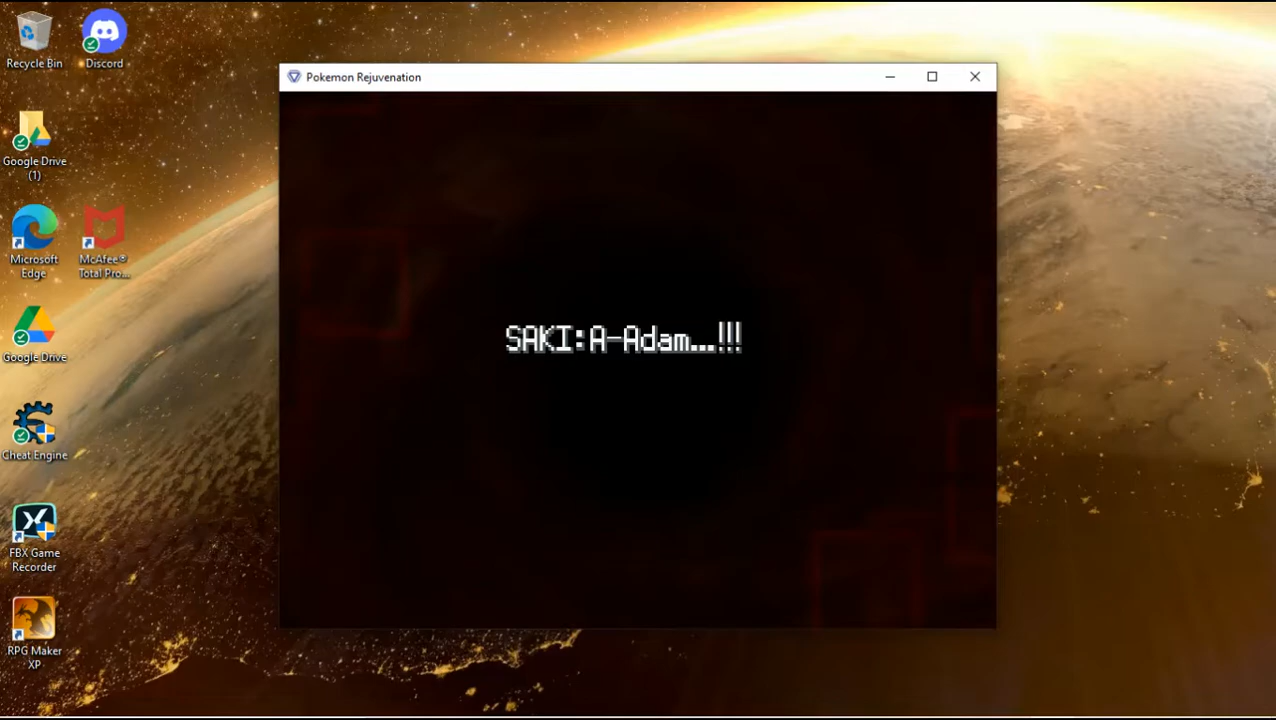 Recycle Bin
Discord
Google Drive
(1)
Microsoft
Edge
McAfee®
Total Pro...
Google Drive
Cheat Engine
FBX Game
Recorder
RPG Maker
XP
Pokemon Rejuvenation
SAKI: A-Adam...!!!